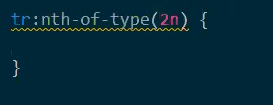 tr:nth-of-type(2n) {
}